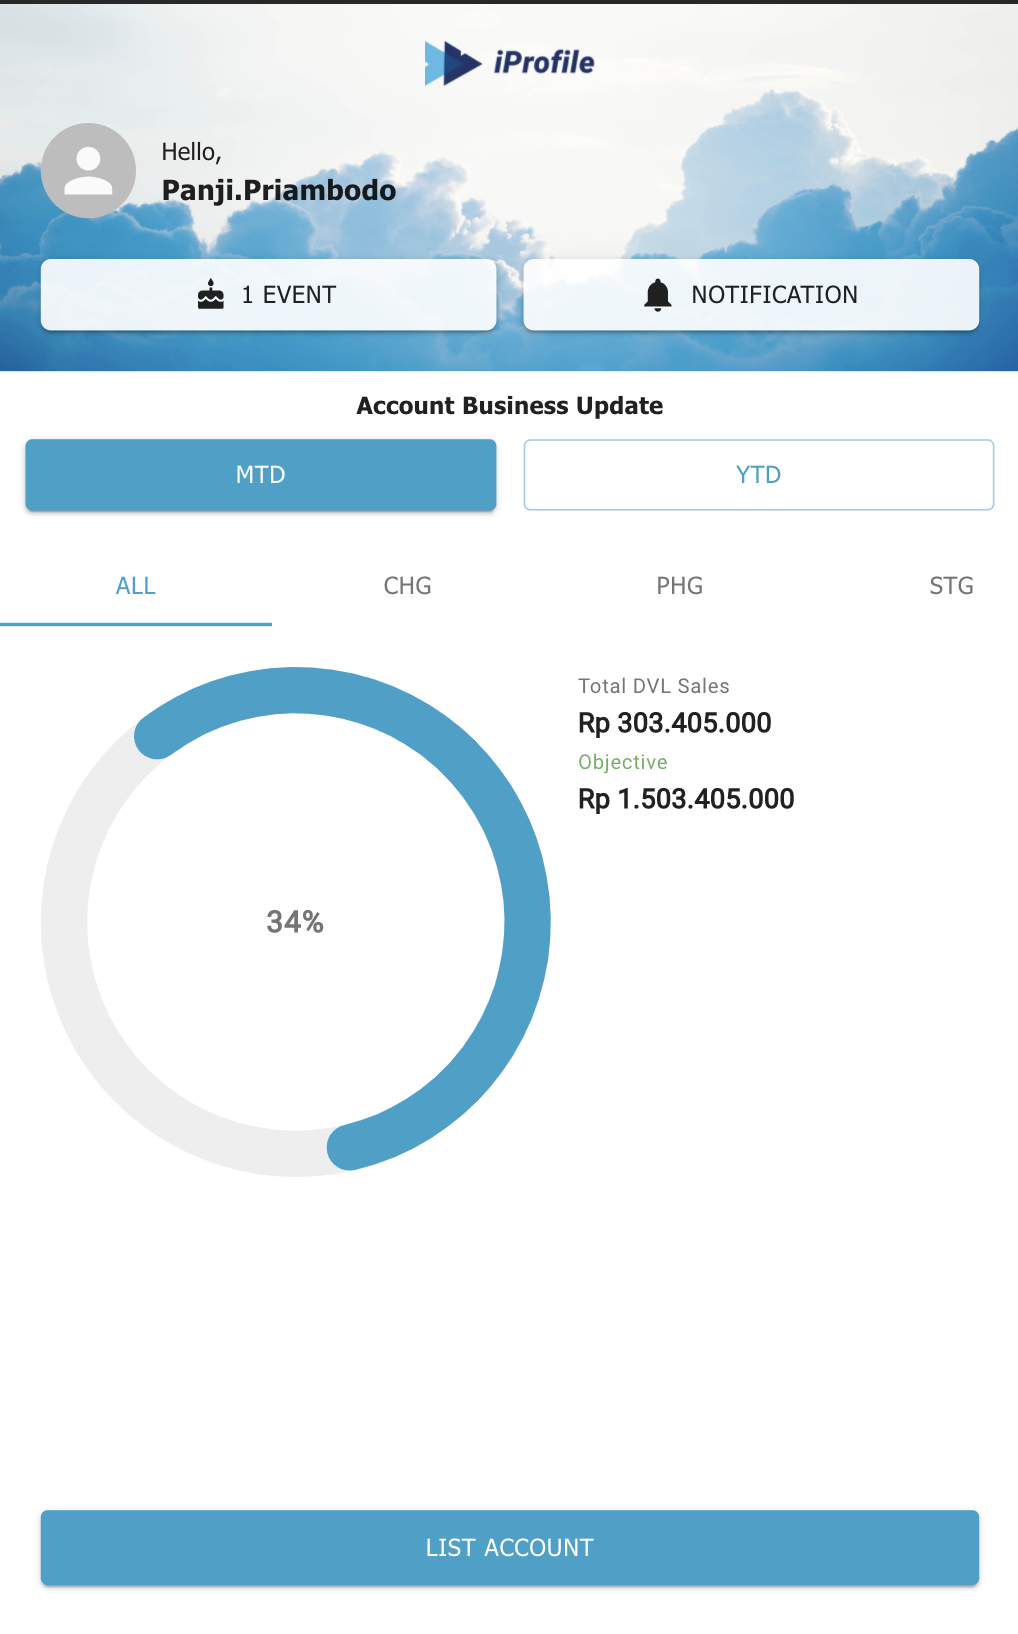 iProfile
Hello,
Panji.Priambodo
1 EVENT
NOTIFICATION
Account Business Update
MTD
YTD
ALL
CHG
PHG
STG
Total DVL Sales
Rp 303.405.000
Objective
Rp 1.503.405.000
34%
LIST ACCOUNT